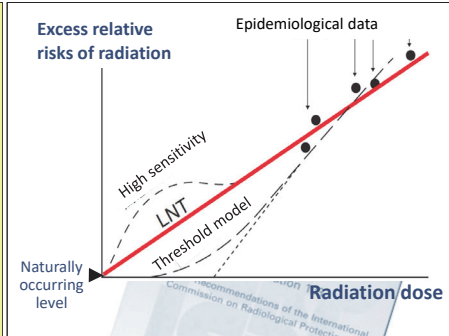 Excess relative
risks of radiation
Epidemiological data
High sensitivity
LNT
Threshold model
Naturally
occurring
level
Radiation dose
Recommendations of the International
Commission on Radiological Protection